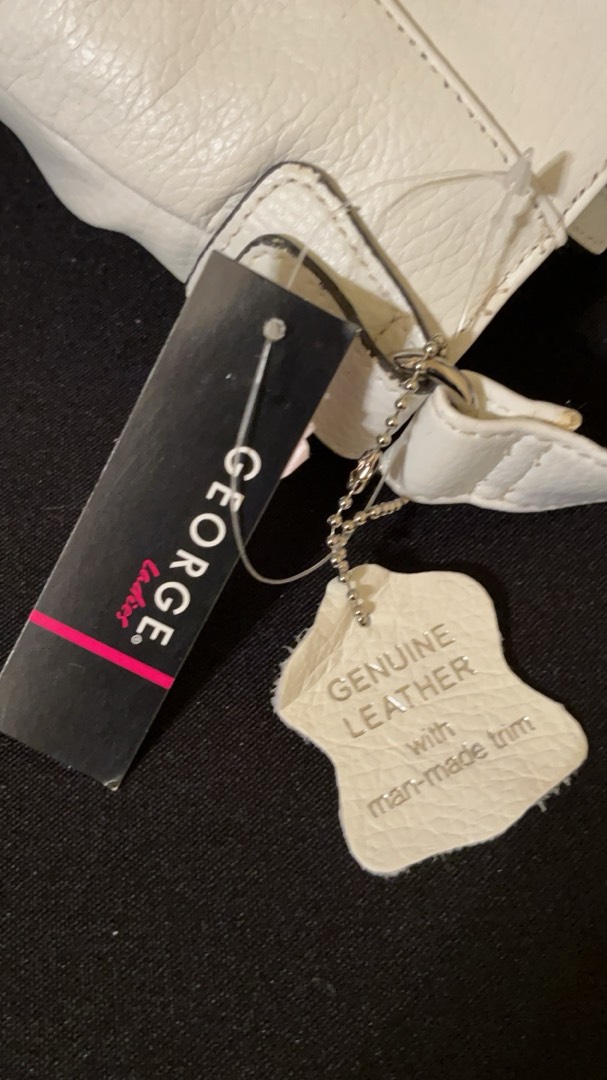 GEORGE®
ladies
GENUINE
LEATHER
with
man-made trim